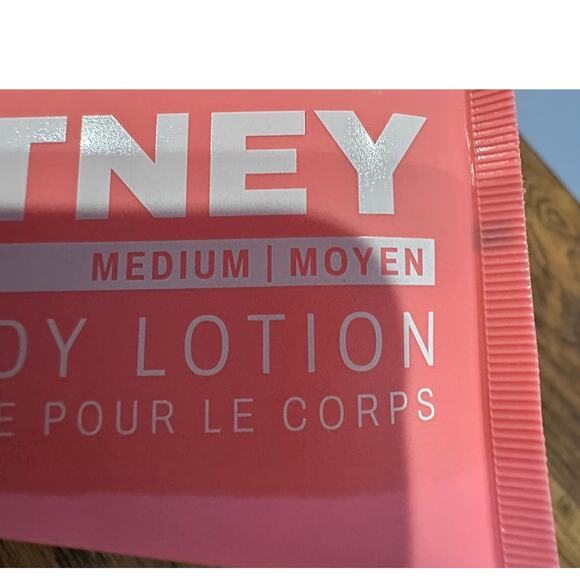 TNEY
MEDIUM | MOYEN
DY LOTION
E POUR LE CORPS